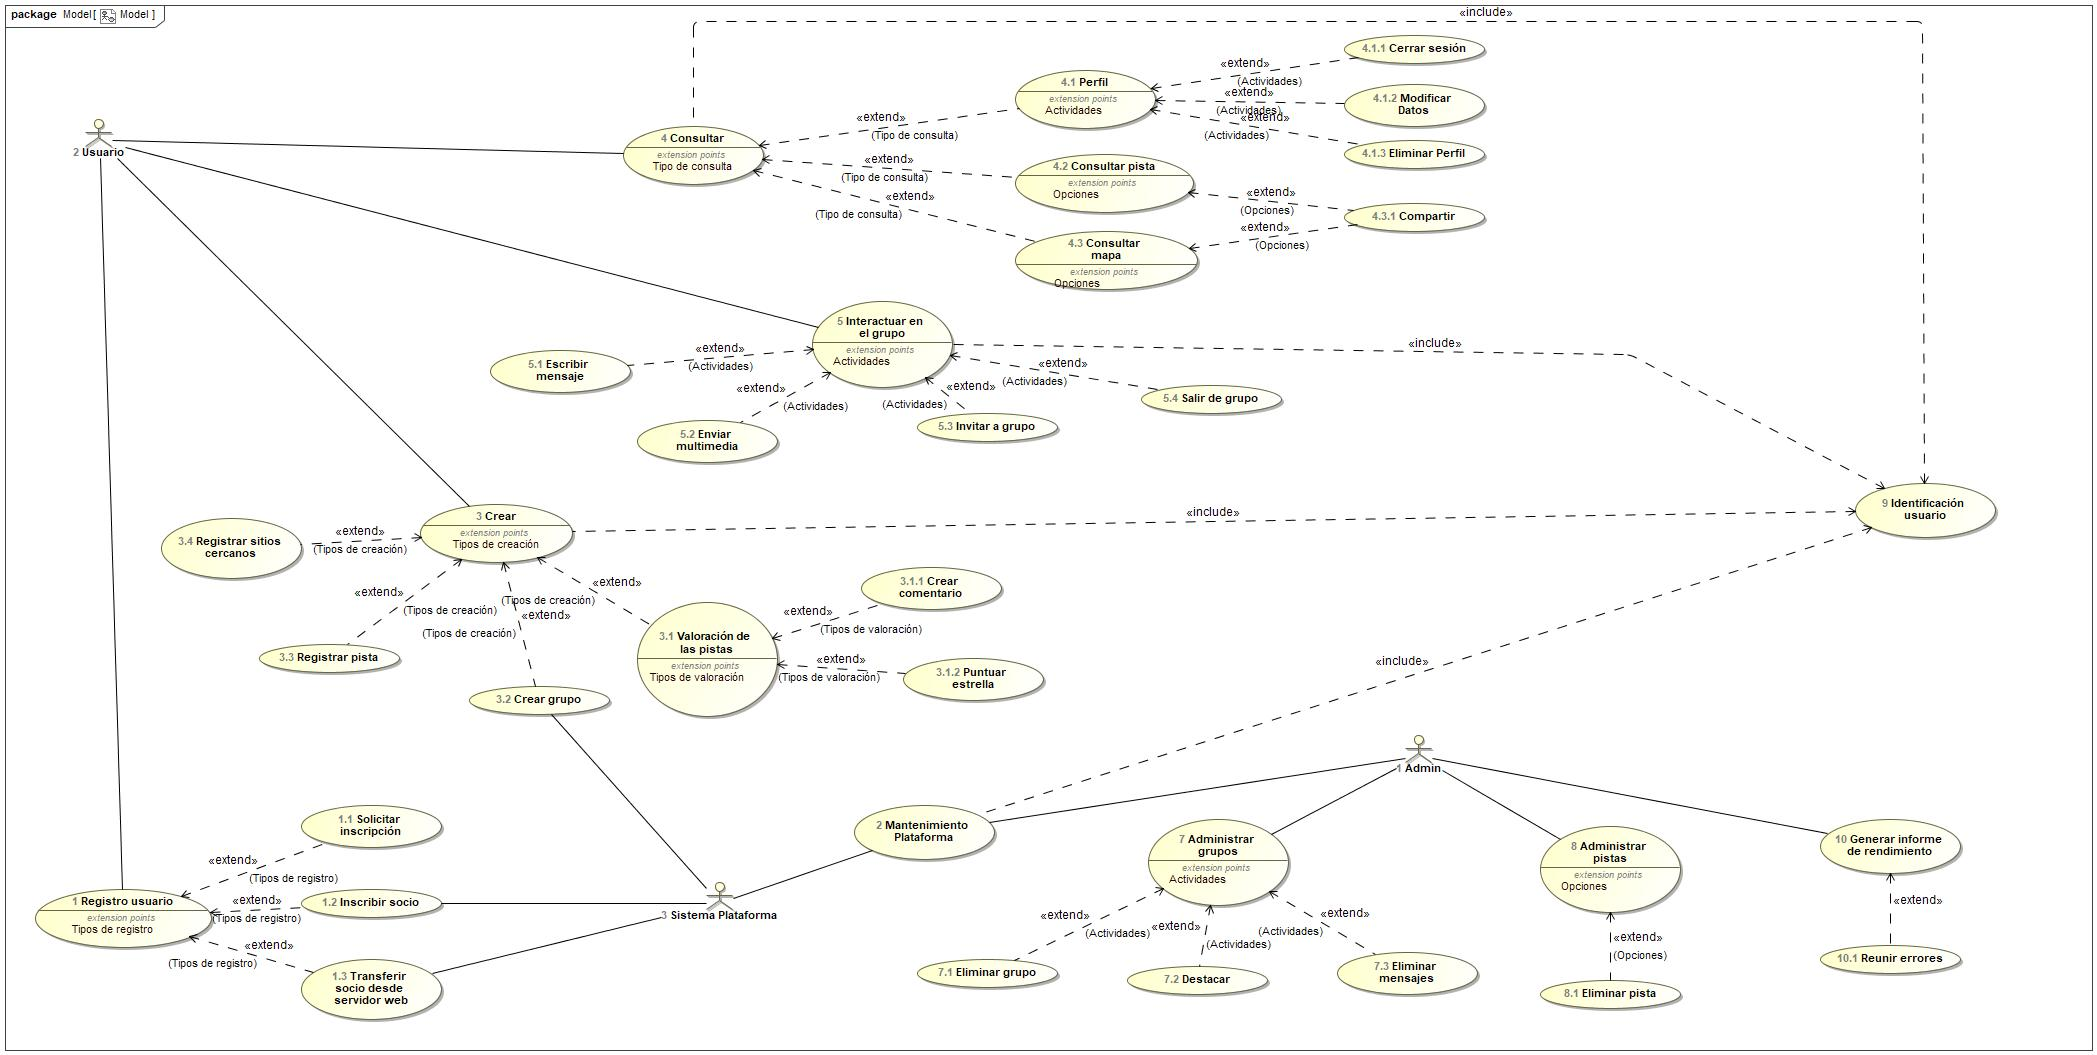 package Model[ Model ]
«include»
4.1.1 Cerrar sesión
«extend»
(Actividades)
4.1 Perfil
extension points
Actividades
«extend»
(Actividades)
4.1.2 Modificar
Datos
«extend»
(Actividades)
4.1.3 Eliminar Perfil
«extend»
(Tipo de consulta)
2 Usuario
4 Consultar
extension points
Tipo de consulta
«extend»
(Tipo de consulta)
4.2 Consultar pista
extension points
Opciones
«extend»
(Opciones)
«extend»
(Tipo de consulta)
4.3.1 Compartir
«extend»
(Opciones)
4.3 Consultar
mapa
extension points
Opciones
5 Interactuar en
el grupo
extension points
Actividades
«include»
5.1 Escribir
mensaje
«extend»
(Actividades)
«extend»
(Actividades)
«extend»
(Actividades)
«extend»
(Actividades)
5.4 Salir de grupo
5.2 Enviar
multimedia
5.3 Invitar a grupo
3 Crear
extension points
Tipos de creación
«include»
9 Identificación
usuario
3.4 Registrar sitios
cercanos
«extend»
(Tipos de creación)
«extend»
(Tipos de creación)
«extend»
(Tipos de creación)
«extend»
(Tipos de creación)
3.1.1 Crear
comentario
«extend»
(Tipos de valoración)
3.1 Valoración de
las pistas
extension points
Tipos de valoración
3.3 Registrar pista
«extend»
(Tipos de valoración)
3.1.2 Puntuar
estrella
«include»
3.2 Crear grupo
1 Admin
1.1 Solicitar
inscripción
2 Mantenimiento
Plataforma
7 Administrar
grupos
extension points
Actividades
8 Administrar
pistas
extension points
Opciones
10 Generar informe
de rendimiento
«extend»
(Tipos de registro)
1 Registro usuario
extension points
Tipos de registro
«extend»
(Tipos de registro)
1.2 Inscribir socio
3 Sistema Plataforma
«extend»
(Tipos de registro)
1.3 Transferir
socio desde
servidor web
«extend»
(Actividades)
«extend»
(Actividades)
«extend»
(Actividades)
«extend»
(Opciones)
«extend»
7.1 Eliminar grupo
7.2 Destacar
7.3 Eliminar
mensajes
8.1 Eliminar pista
10.1 Reunir errores